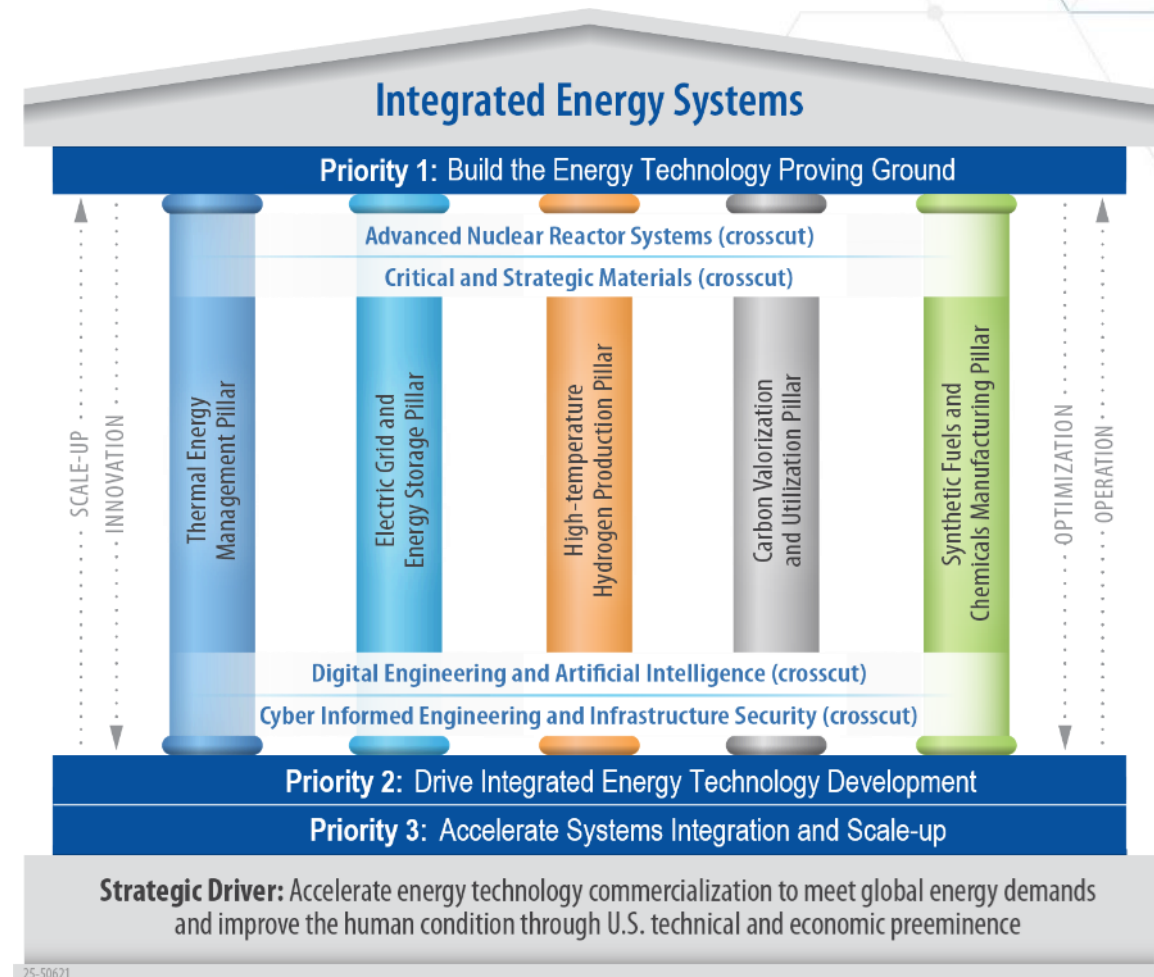 Integrated Energy Systems
Priority 1: Build the Energy Technology Proving Ground
Advanced Nuclear Reactor Systems (crosscut)
Critical and Strategic Materials (crosscut)
SCALE-UP
INNOVATION
Thermal Energy
Management Pillar
Electric Grid and
Energy Storage Pillar
High-temperature
Hydrogen Production Pillar
Carbon Valorization
and Utilization Pillar
Synthetic Fuels and
Chemicals Manufacturing Pillar
OPTIMIZATION
OPERATION
Digital Engineering and Artificial Intelligence (crosscut)
Cyber Informed Engineering and Infrastructure Security (crosscut)
Priority 2: Drive Integrated Energy Technology Development
Priority 3: Accelerate Systems Integration and Scale-up
Strategic Driver: Accelerate energy technology commercialization to meet global energy demands
and improve the human condition through U.S. technical and economic preeminence
25-50621